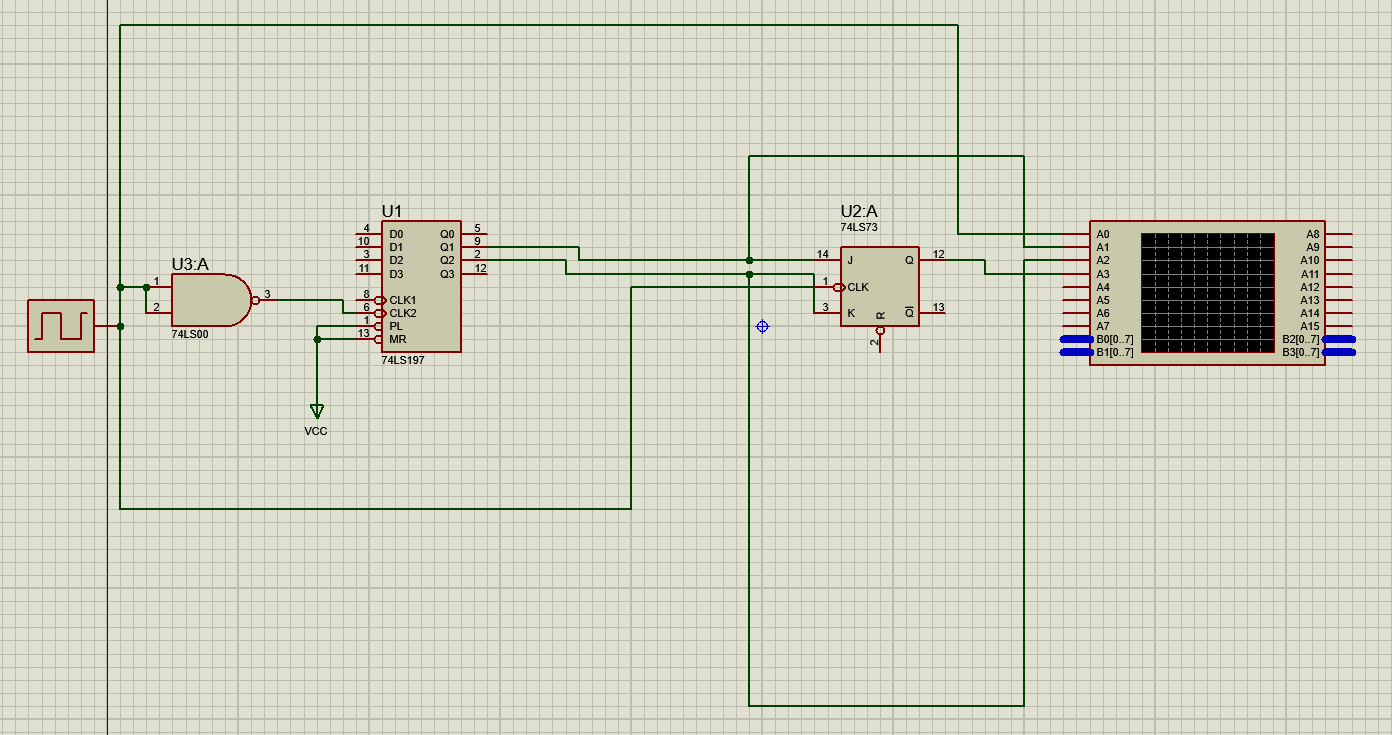 U3:A
1
2
3
74LS00
U1
4 D0 Q0 5
10 D1 Q1 9
3 D2 Q2 2
11 D3 Q3 12
8 CLK1
6 CLK2
1 PL
13 MR
74LS197
VCC
U2:A
74LS73
14 J Q 12
1 CLK
3 K Q 13
R
2
A0 A8
A1 A9
A2 A10
A3 A11
A4 A12
A5 A13
A6 A14
A7 A15
B0[0..7] B2[0..7]
B1[0..7] B3[0..7]